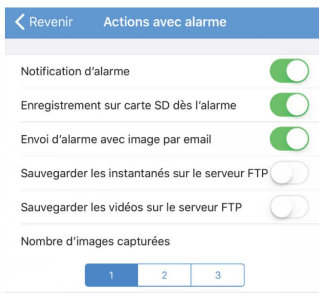 Revenir Actions avec alarme
Notification d'alarme
Enregistrement sur carte SD dès l'alarme
Envoi d'alarme avec image par email
Sauvegarder les instantanés sur le serveur FTP
Sauvegarder les vidéos sur le serveur FTP
Nombre d'images capturées
1 2 3